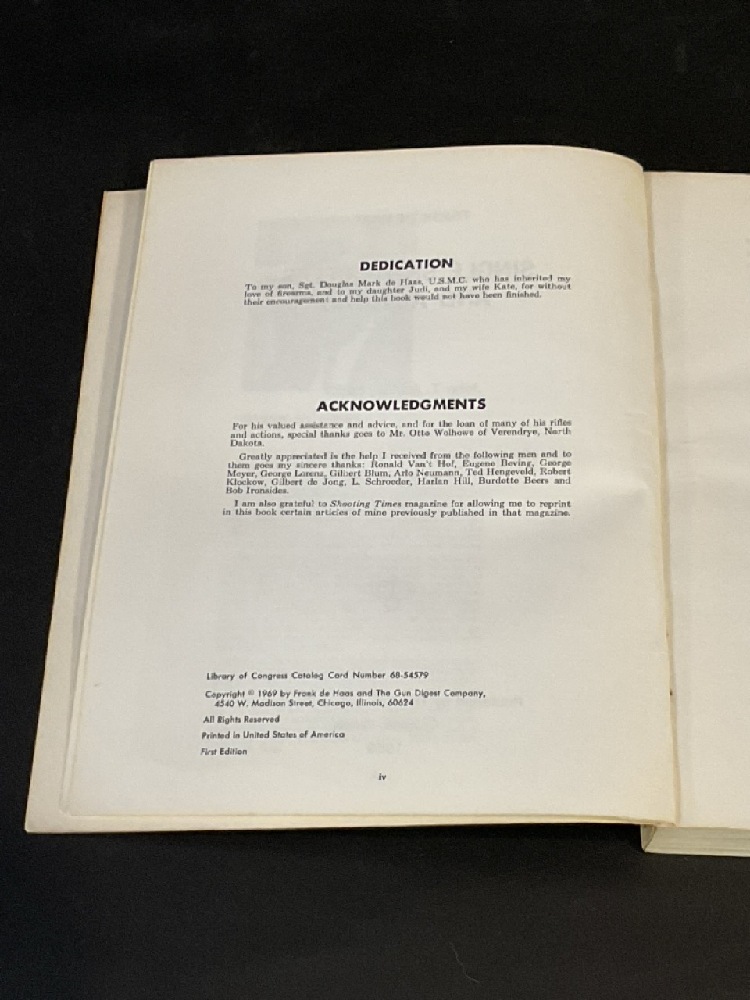 DEDICATION
To my son, Sgt. Douglas Mark de Haas, U.S.M.C. who has inherited my
love of firearms, and to my daughter Judi, and my wife Kate, for without
their encouragement and help this book would not have been finished.
ACKNOWLEDGMENTS
For his valued assistance and advice, and for the loan of many of his rifles
and actions, special thanks goes to Mr. Otto Walhowe of Verendrye, North
Dakota.
Greatly appreciated is the help I received from the following men and to
them goes my sincere thanks: Ronald Van't Hof, Eugene Beving, George
Moyer, George Lorenz, Gilbert Blum, Arlo Neumann, Ted Hengeveld, Robert
Klockow, Gilbert de Jong, L. Schroeder, Harlan Hill, Burdette Beers and
Bob Ironsides.
I am also grateful to Shooting Times magazine for allowing me to reprint
in this book certain articles of mine previously published in that magazine.
Library of Congress Catalog Card Number 68-54579
Copyright © 1969 by Frank de Haas and The Gun Digest Company,
4540 W. Madison Street, Chicago, Illinois, 60624
All Rights Reserved
Printed in United States of America
First Edition
iv